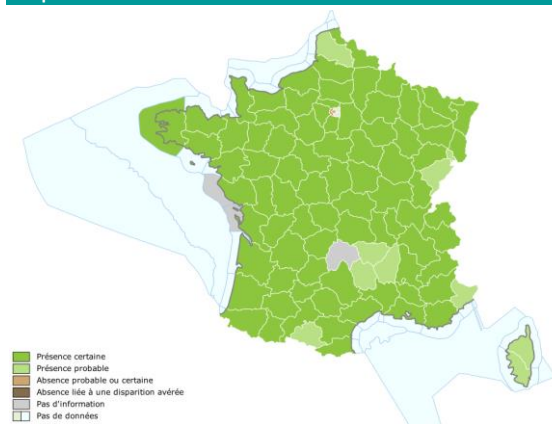 Présence certaine
Présence probable
Absence probable ou certaine
Absence liée à une disparition avérée
Pas d'information
Pas de données